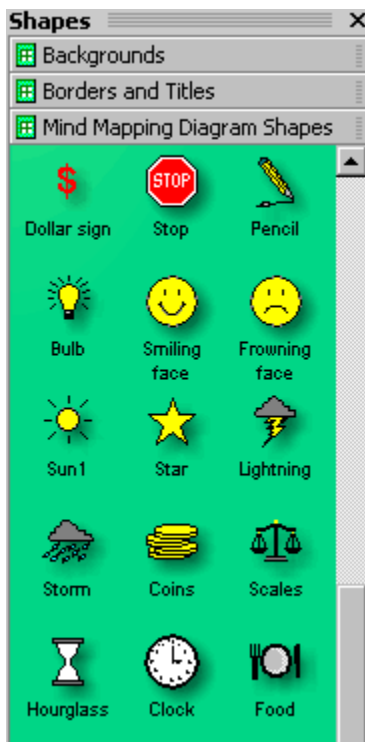 Shapes
Backgrounds
Borders and Titles
Mind Mapping Diagram Shapes
STOP
Dollar sign
Stop
Pencil
Bulb
Smiling
face
Frowning
face
Sun1
Star
Lightning
Storm
Coins
Scales
Hourglass
Clock
Food